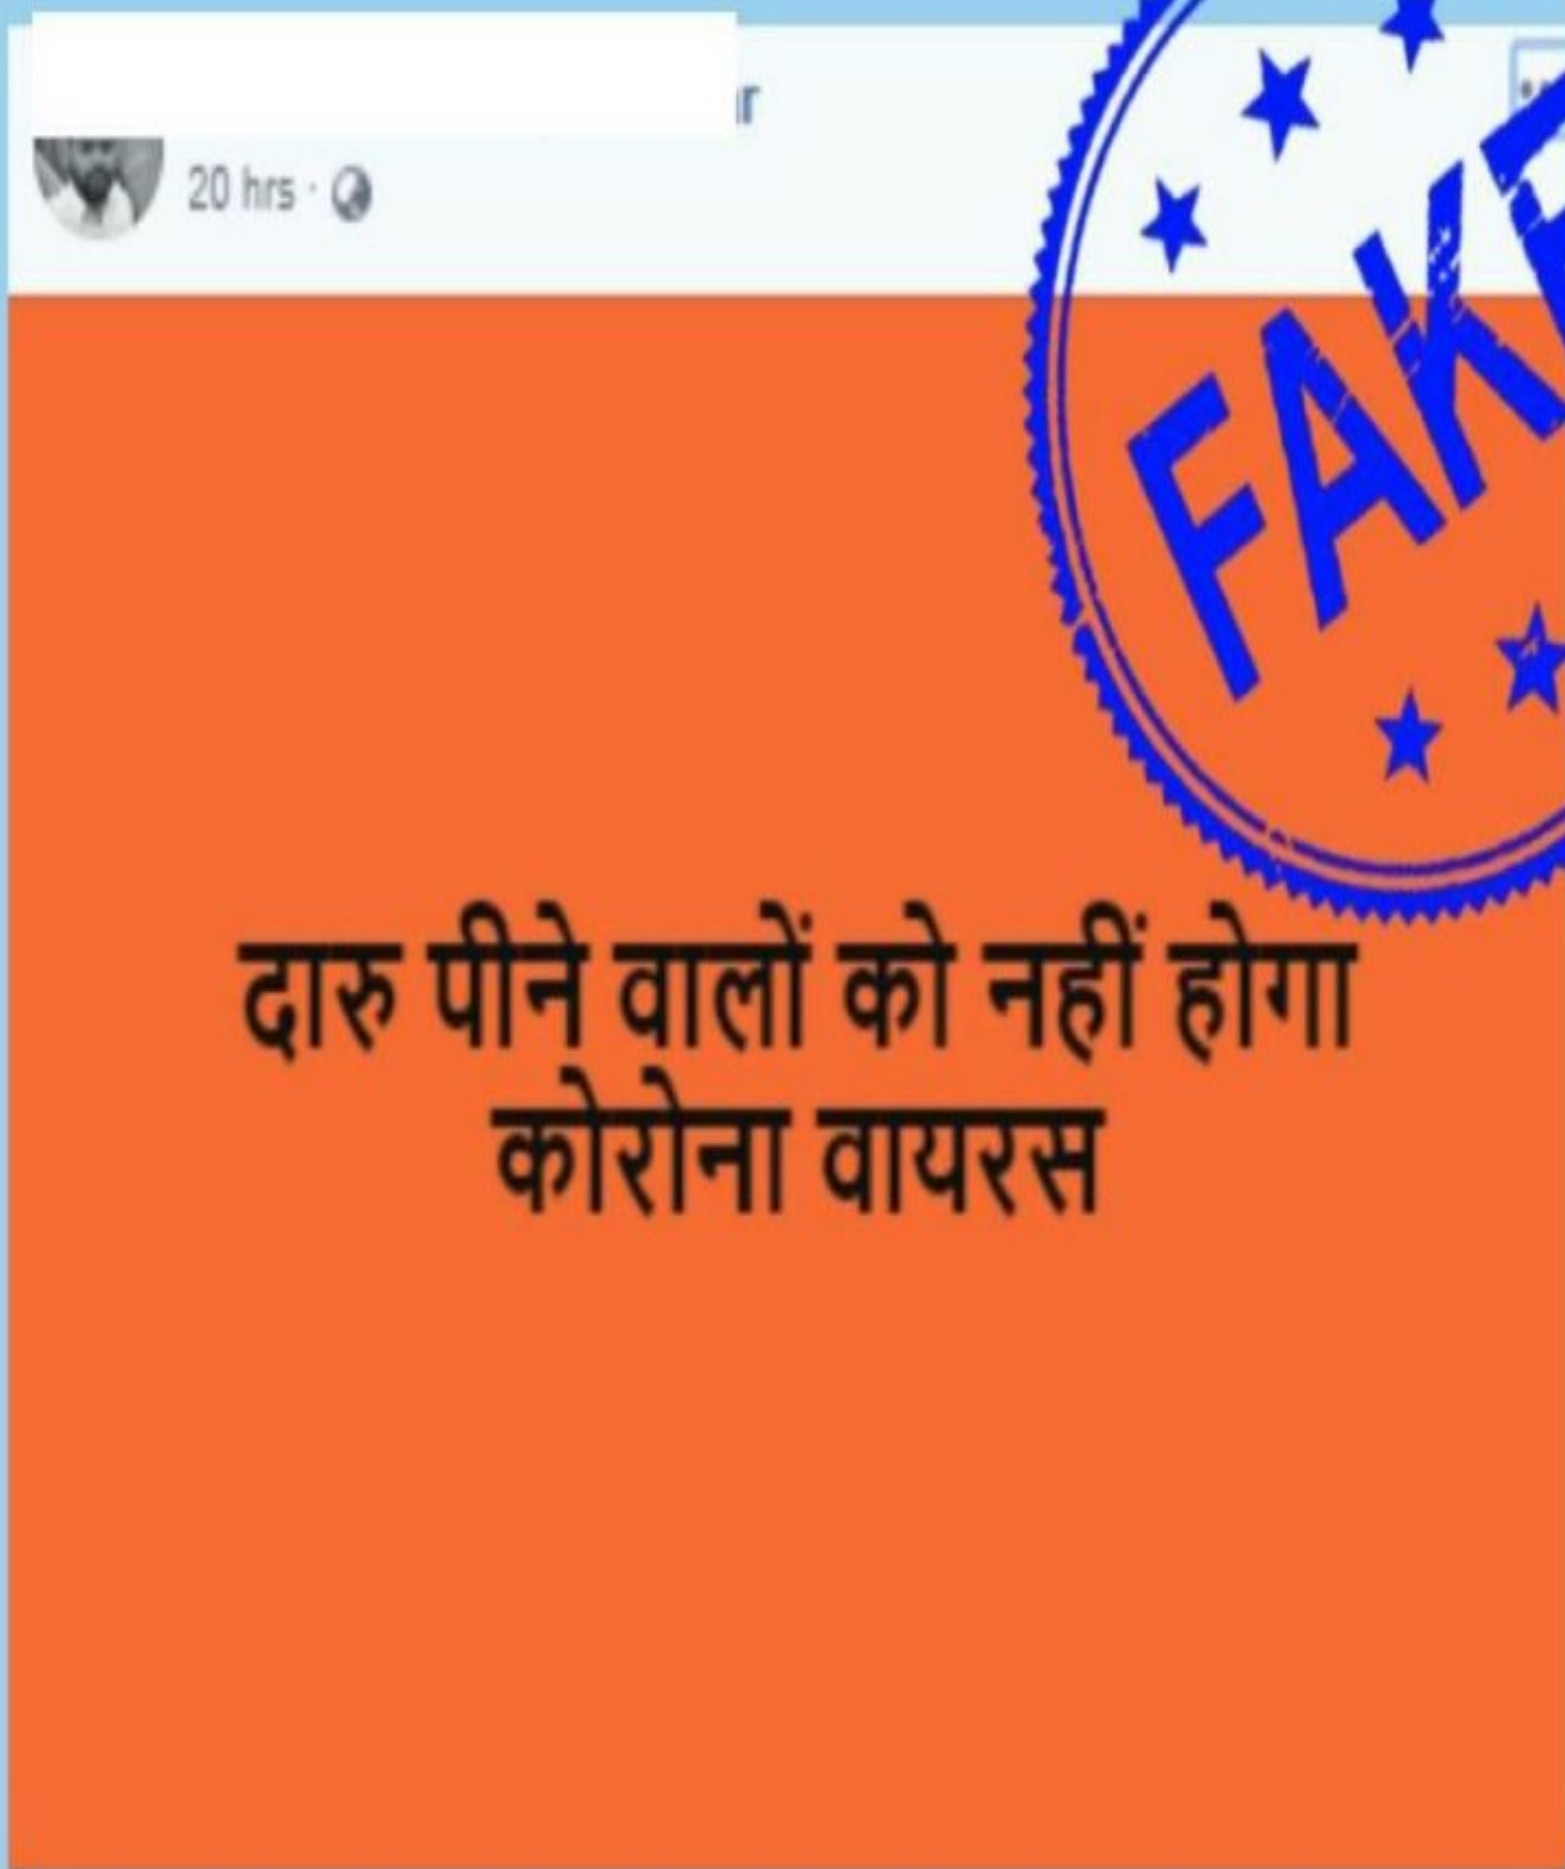 20 hrs ·
FAKE
दारु पीने वालों को नहीं होगा
कोरोना वायरस